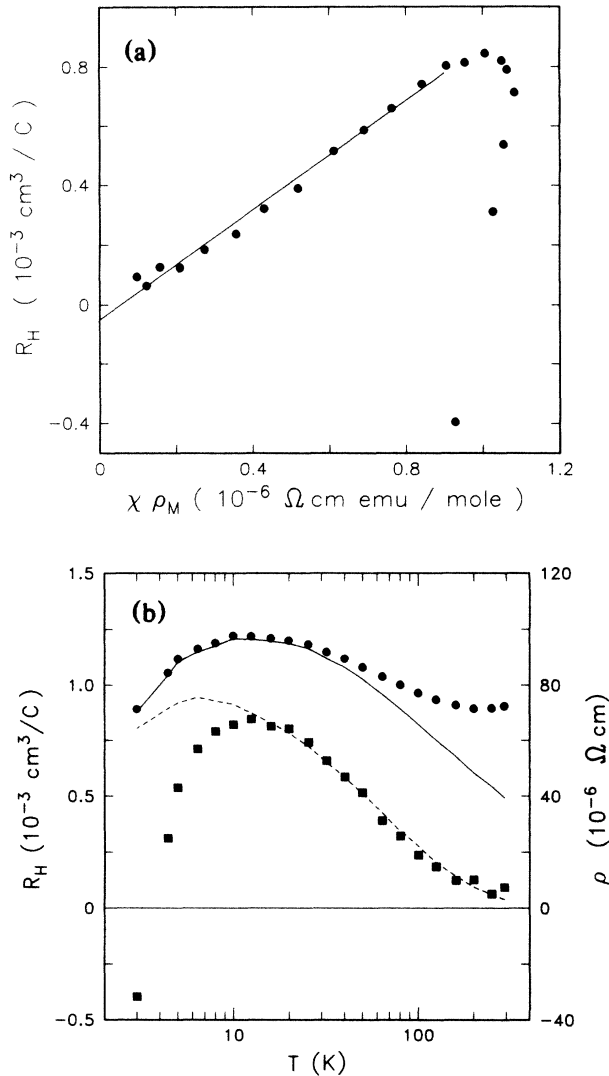 (a)
0.8
0.4
0
-0.4
R_H ( 10^-3 cm^3 / C )
0 0.4 0.8 1.2
χ ρ_M ( 10^-6 Ω cm emu / mole )
(b)
1.5
1.0
0.5
0
-0.5
R_H (10^-3 cm^3/C)
120
80
40
0
-40
ρ (10^-6 Ω cm)
10 100
T (K)